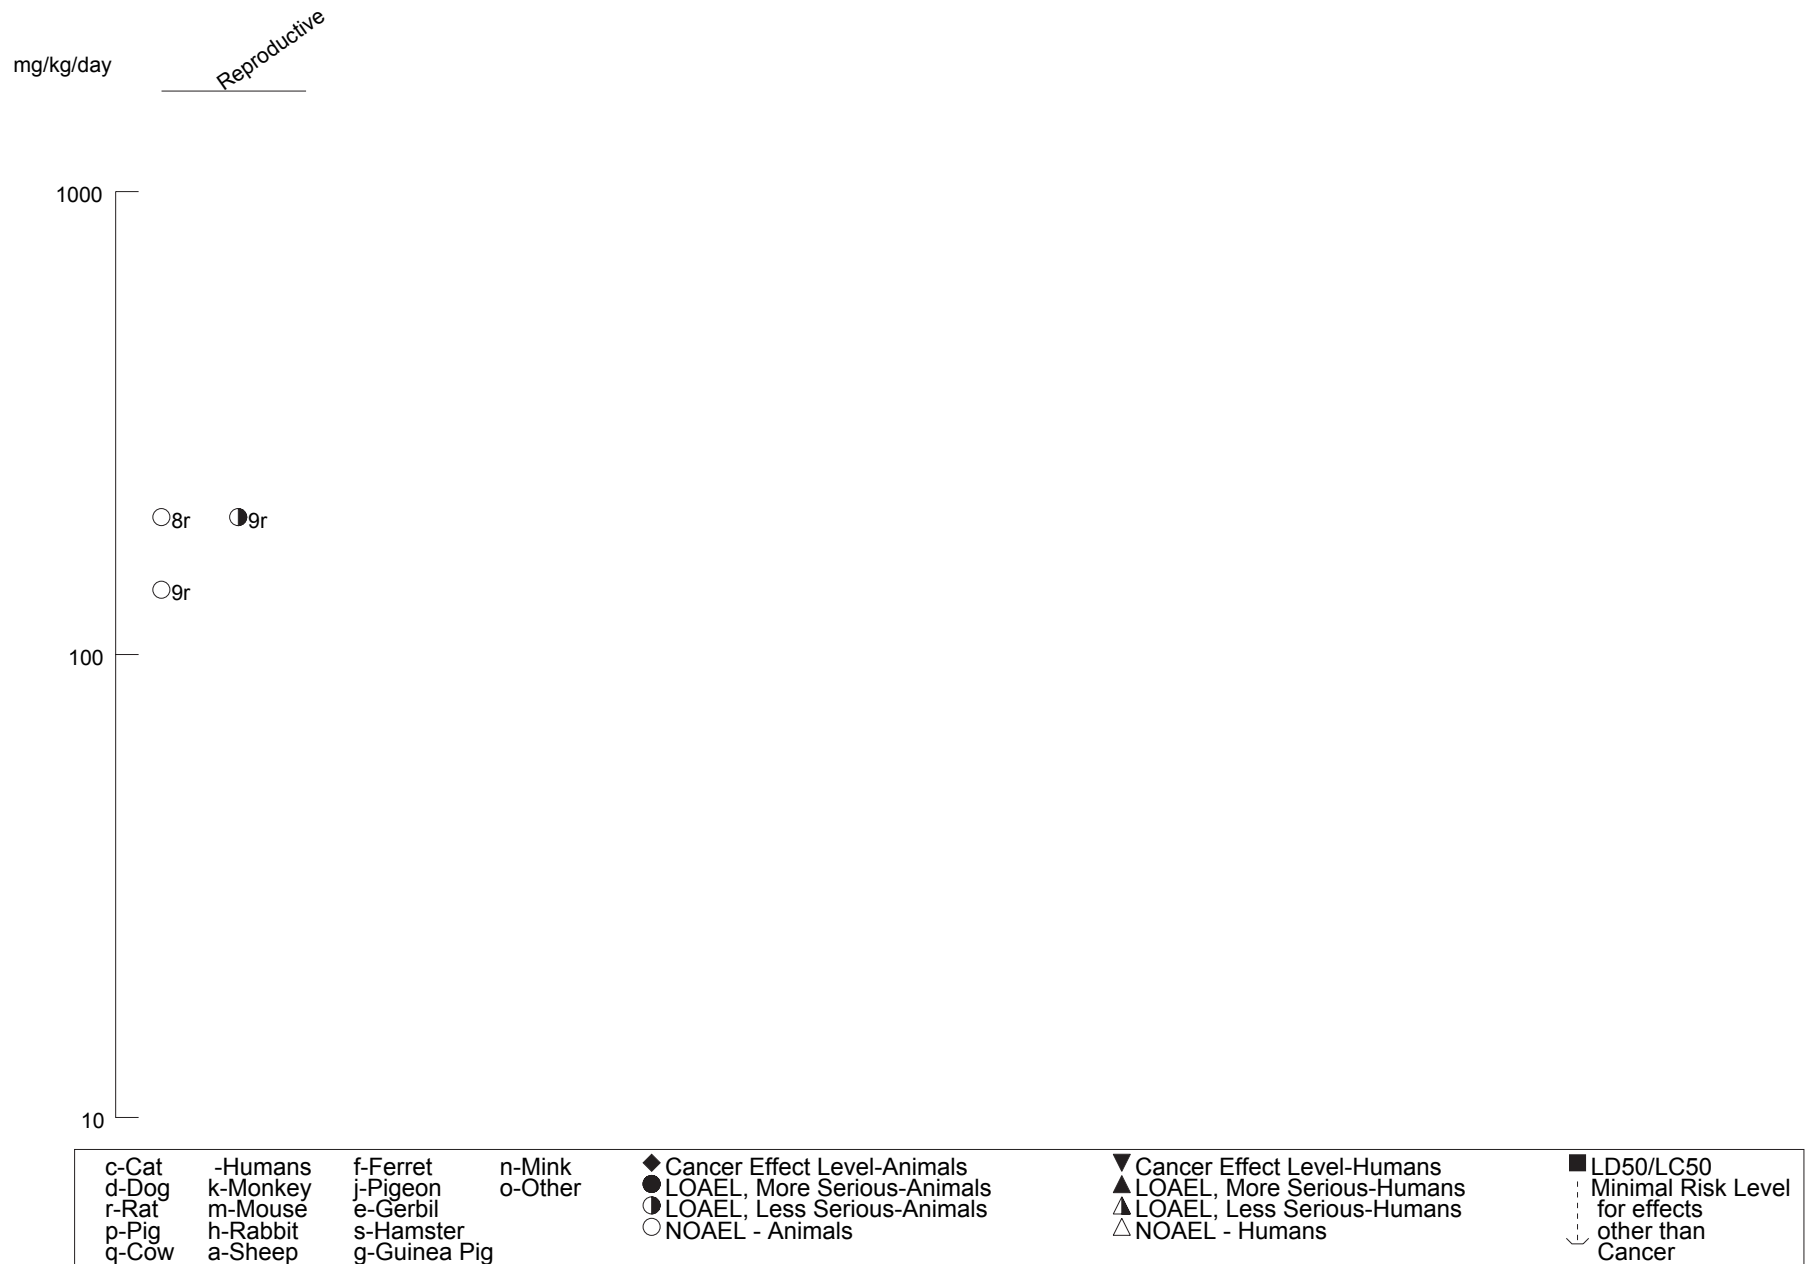 Reproductive
mg/kg/day
1000
8r 9r
9r
100
10
c-Cat -Humans f-Ferret n-Mink Cancer Effect Level-Animals Cancer Effect Level-Humans LD50/LC50
d-Dog k-Monkey j-Pigeon o-Other LOAEL, More Serious-Animals LOAEL, More Serious-Humans Minimal Risk Level
r-Rat m-Mouse e-Gerbil LOAEL, Less Serious-Animals LOAEL, Less Serious-Humans for effects
p-Pig h-Rabbit s-Hamster NOAEL - Animals NOAEL - Humans other than
q-Cow a-Sheep g-Guinea Pig Cancer